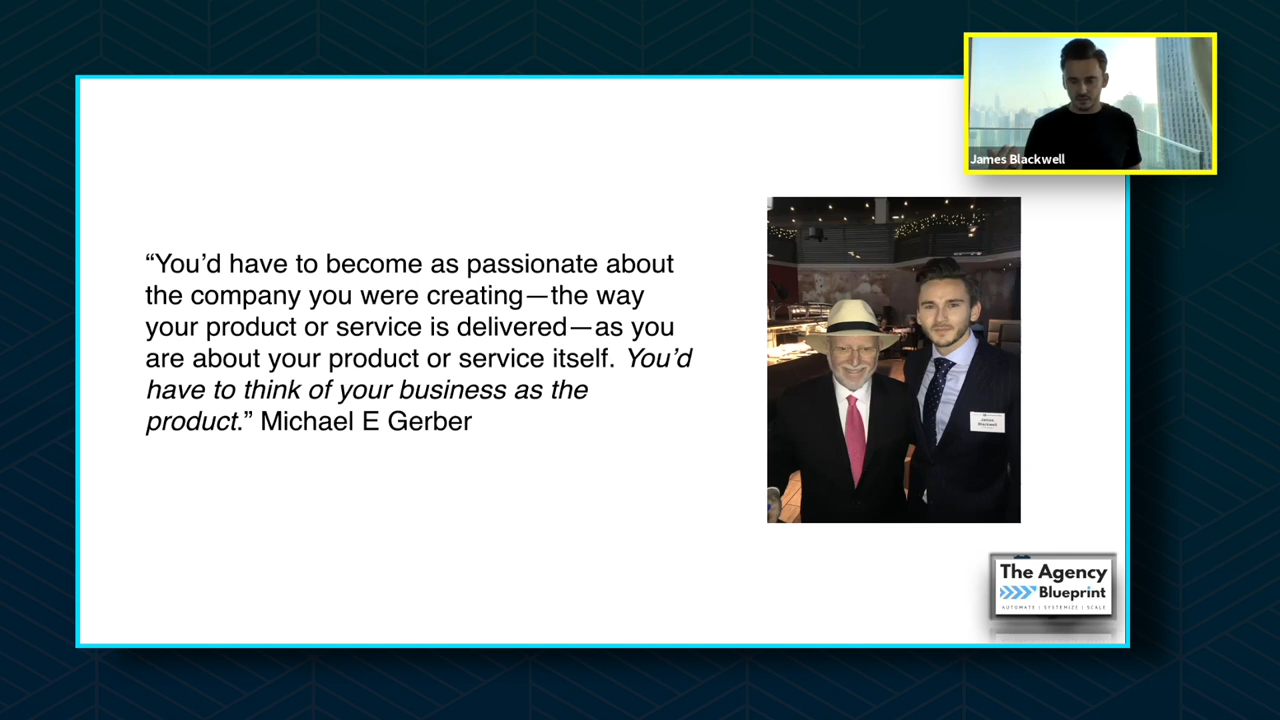 James Blackwell
“You’d have to become as passionate about
the company you were creating—the way
your product or service is delivered—as you
are about your product or service itself. You’d
have to think of your business as the
product.” Michael E Gerber
James
Blackwell
The Agency
Blueprint
AUTOMATE | SYSTEMIZE | SCALE